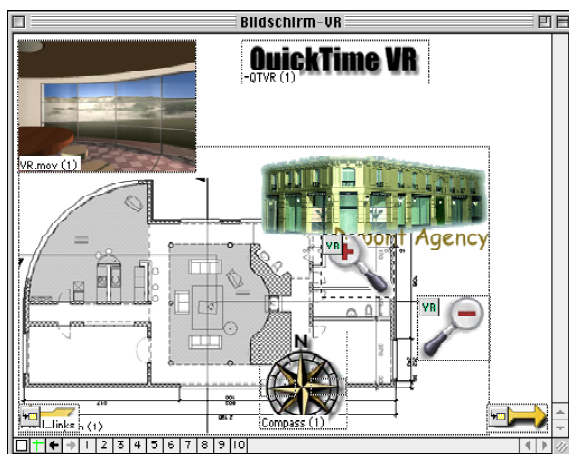 Bildschirm-VR
QuickTime VR
-QTVR (1)
VR.mov (1)
Agency
VR
VR
N
Compass (1)
1 2 3 4 5 6 7 8 9 10